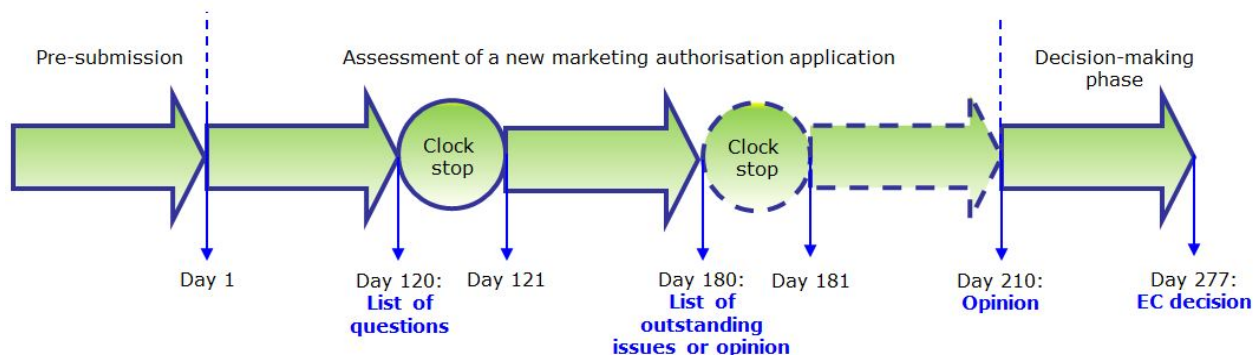 Pre-submission
Assessment of a new marketing authorisation application
Decision-making
phase
Clock
stop
Clock
stop
Day 1
Day 120:
List of
questions
Day 121
Day 180:
List of
outstanding
issues or opinion
Day 181
Day 210:
Opinion
Day 277:
EC decision